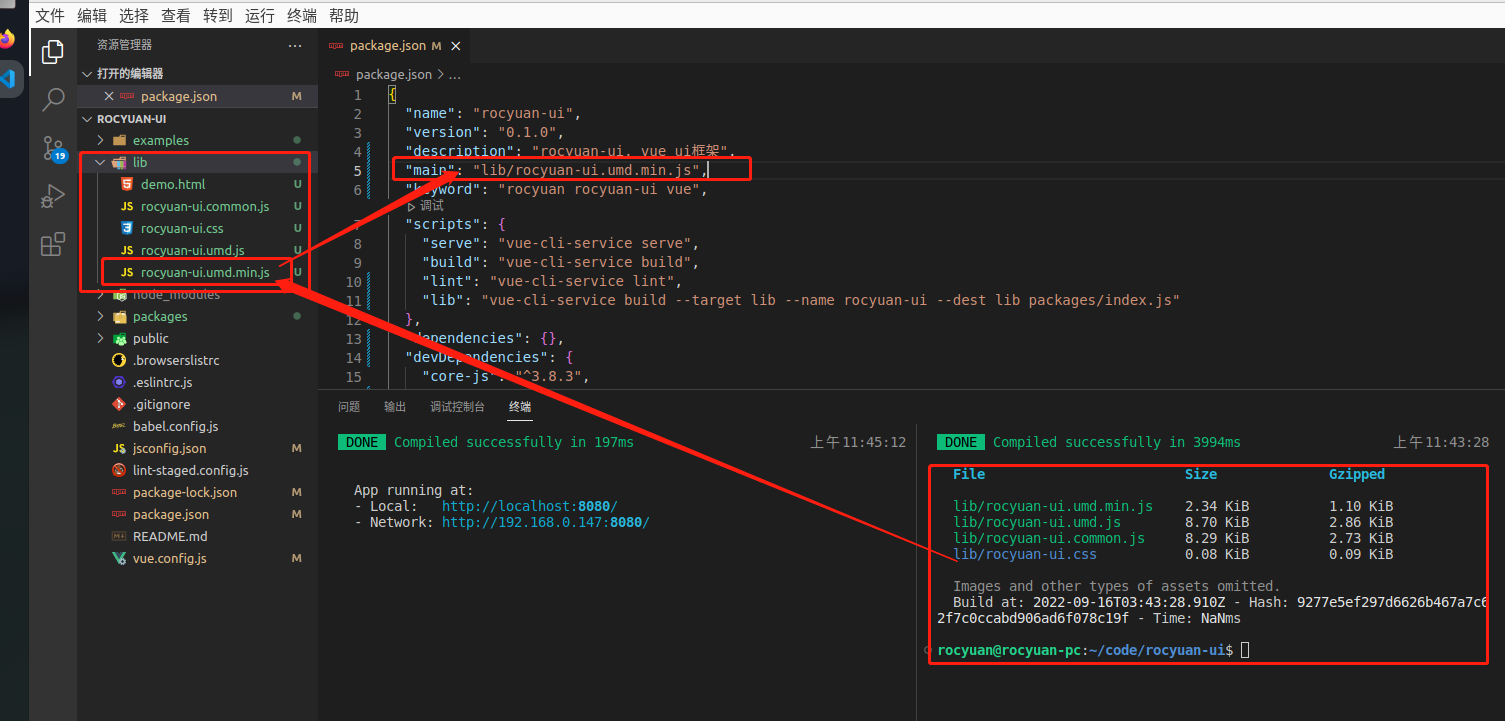 文件 编辑 选择 查看 转到 运行 终端 帮助
资源管理器 ···
打开的编辑器
package.json M
ROCYUAN-UI
examples
lib
demo.html U
rocyuan-ui.common.js U
rocyuan-ui.css U
rocyuan-ui.umd.js U
rocyuan-ui.umd.min.js U
node_modules
packages
public
.browserslistrc
.eslintrc.js
.gitignore
babel.config.js
jsconfig.json M
lint-staged.config.js
package-lock.json M
package.json M
README.md
vue.config.js M
19
package.json M
package.json > ...
1 {
2 "name": "rocyuan-ui",
3 "version": "0.1.0",
4 "description": "rocyuan-ui, vue ui框架",
5 "main": "lib/rocyuan-ui.umd.min.js",
6 "keyword": "rocyuan rocyuan-ui vue",
调试
7 "scripts": {
8 "serve": "vue-cli-service serve",
9 "build": "vue-cli-service build",
10 "lint": "vue-cli-service lint",
11 "lib": "vue-cli-service build --target lib --name rocyuan-ui --dest lib packages/index.js"
12 },
13 "dependencies": {},
14 "devDependencies": {
15 "core-js": "^3.8.3",
问题 输出 调试控制台 终端
DONE Compiled successfully in 197ms 上午11:45:12
App running at:
- Local: http://localhost:8080/
- Network: http://192.168.0.147:8080/
DONE Compiled successfully in 3994ms 上午11:43:28
File Size Gzipped
lib/rocyuan-ui.umd.min.js 2.34 KiB 1.10 KiB
lib/rocyuan-ui.umd.js 8.70 KiB 2.86 KiB
lib/rocyuan-ui.common.js 8.29 KiB 2.73 KiB
lib/rocyuan-ui.css 0.08 KiB 0.09 KiB
Images and other types of assets omitted.
Build at: 2022-09-16T03:43:28.910Z - Hash: 9277e5ef297d6626b467a7c6
2f7c0ccabd906ad6f078c19f - Time: NaNms
rocyuan@rocyuan-pc:~/code/rocyuan-ui$